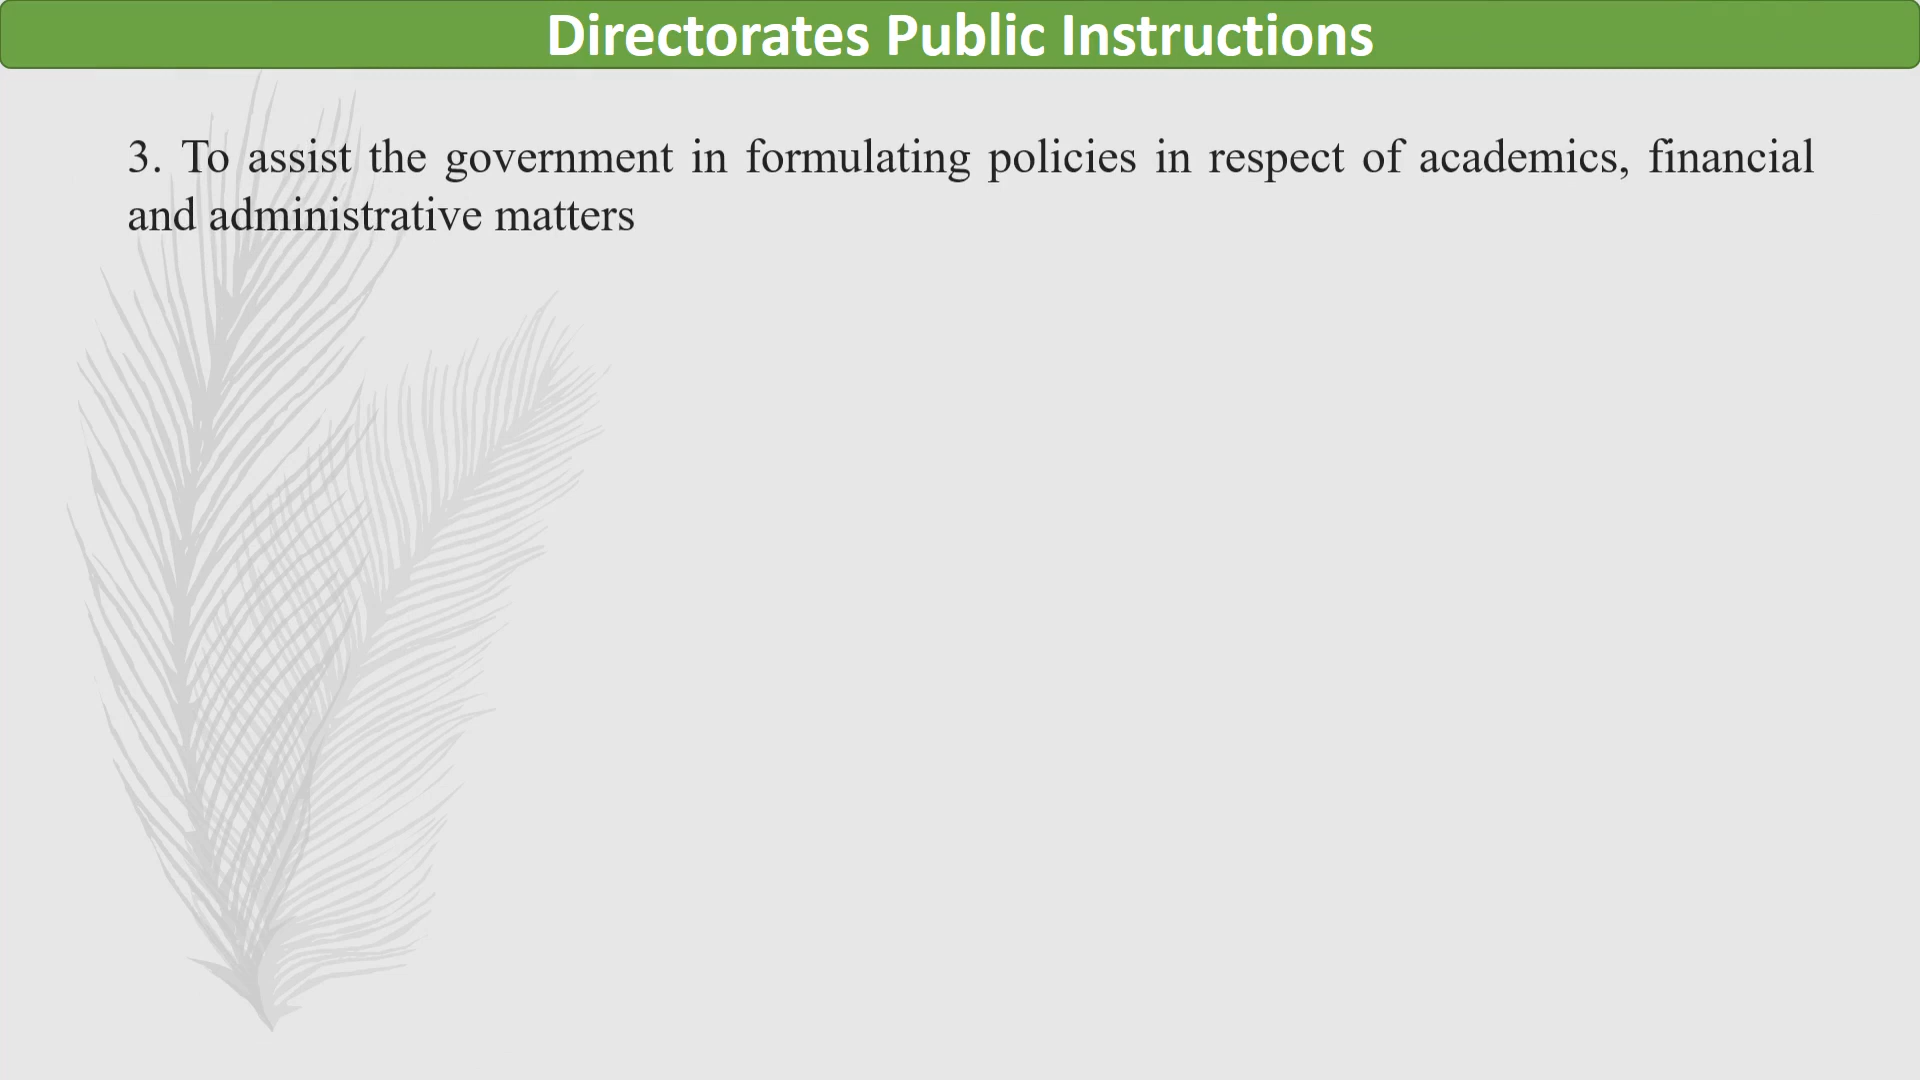 Directorates Public Instructions
3. To assist the government in formulating policies in respect of academics, financial
and administrative matters